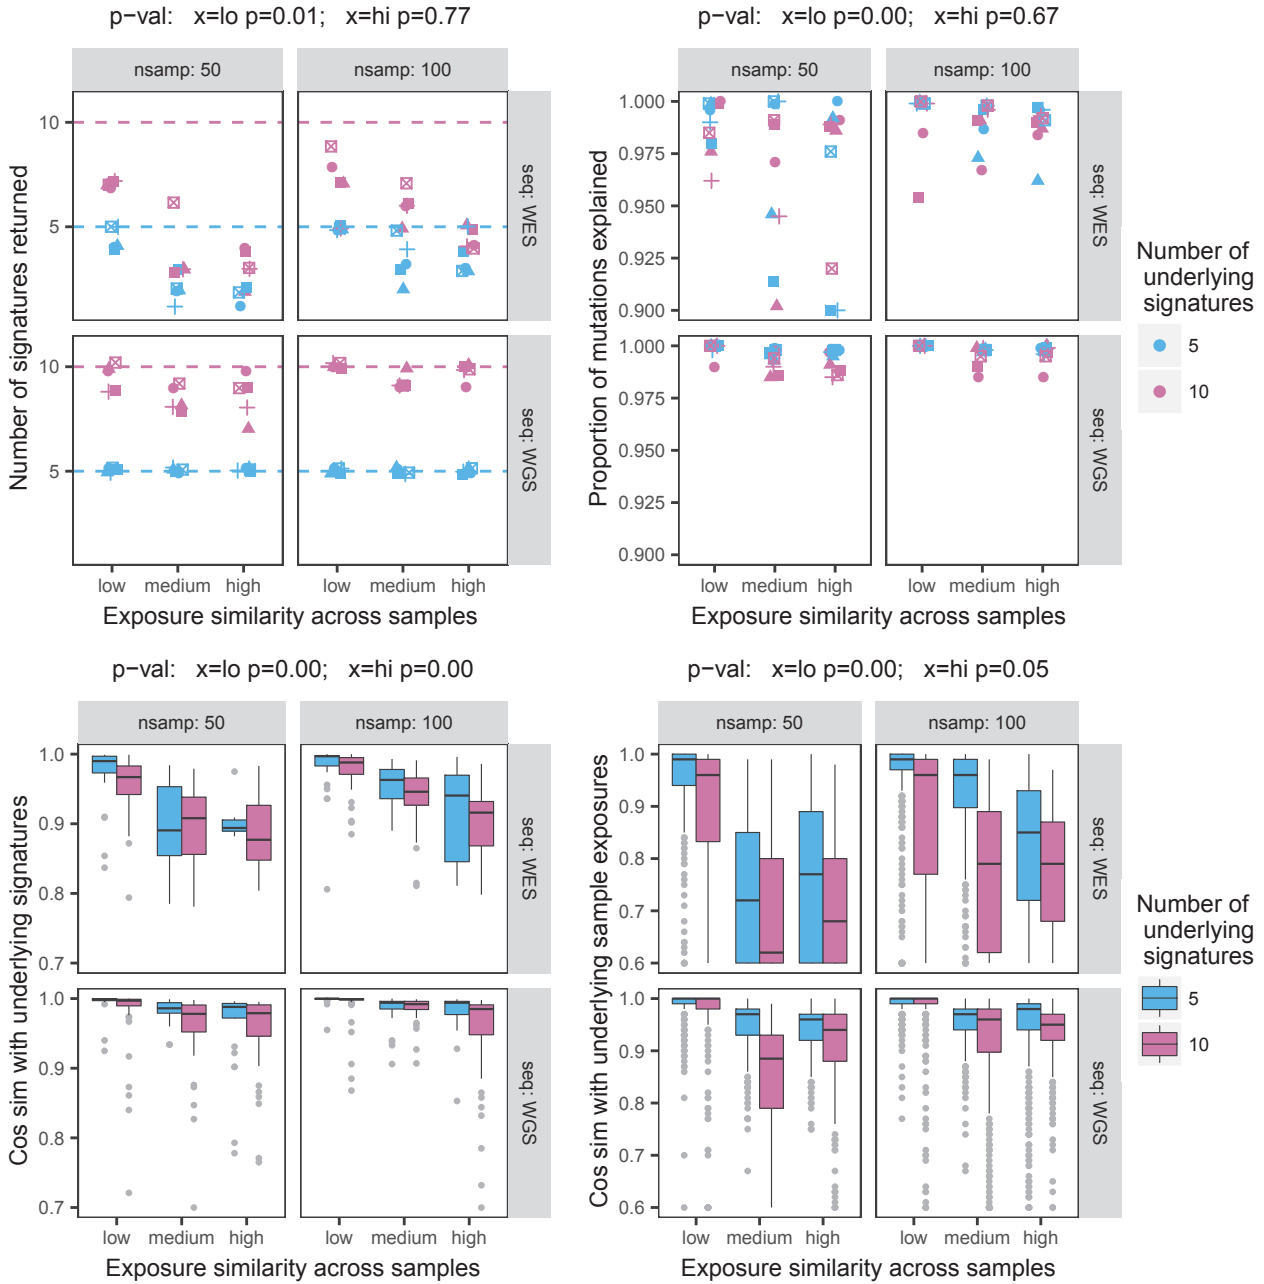 p-val: x=lo p=0.01; x=hi p=0.77
nsamp: 50
nsamp: 100
10
5
seq: WES
10
5
seq: WGS
Number of signatures returned
low medium high
low medium high
Exposure similarity across samples
p-val: x=lo p=0.00; x=hi p=0.67
nsamp: 50
nsamp: 100
1.000
0.975
0.950
0.925
0.900
seq: WES
1.000
0.975
0.950
0.925
0.900
seq: WGS
Proportion of mutations explained
low medium high
low medium high
Exposure similarity across samples
Number of
underlying
signatures
5
10
p-val: x=lo p=0.00; x=hi p=0.00
nsamp: 50
nsamp: 100
1.0
0.9
0.8
0.7
seq: WES
1.0
0.9
0.8
0.7
seq: WGS
Cos sim with underlying signatures
low medium high
low medium high
Exposure similarity across samples
p-val: x=lo p=0.00; x=hi p=0.05
nsamp: 50
nsamp: 100
1.0
0.9
0.8
0.7
0.6
seq: WES
1.0
0.9
0.8
0.7
0.6
seq: WGS
Cos sim with underlying sample exposures
low medium high
low medium high
Exposure similarity across samples
Number of
underlying
signatures
5
10